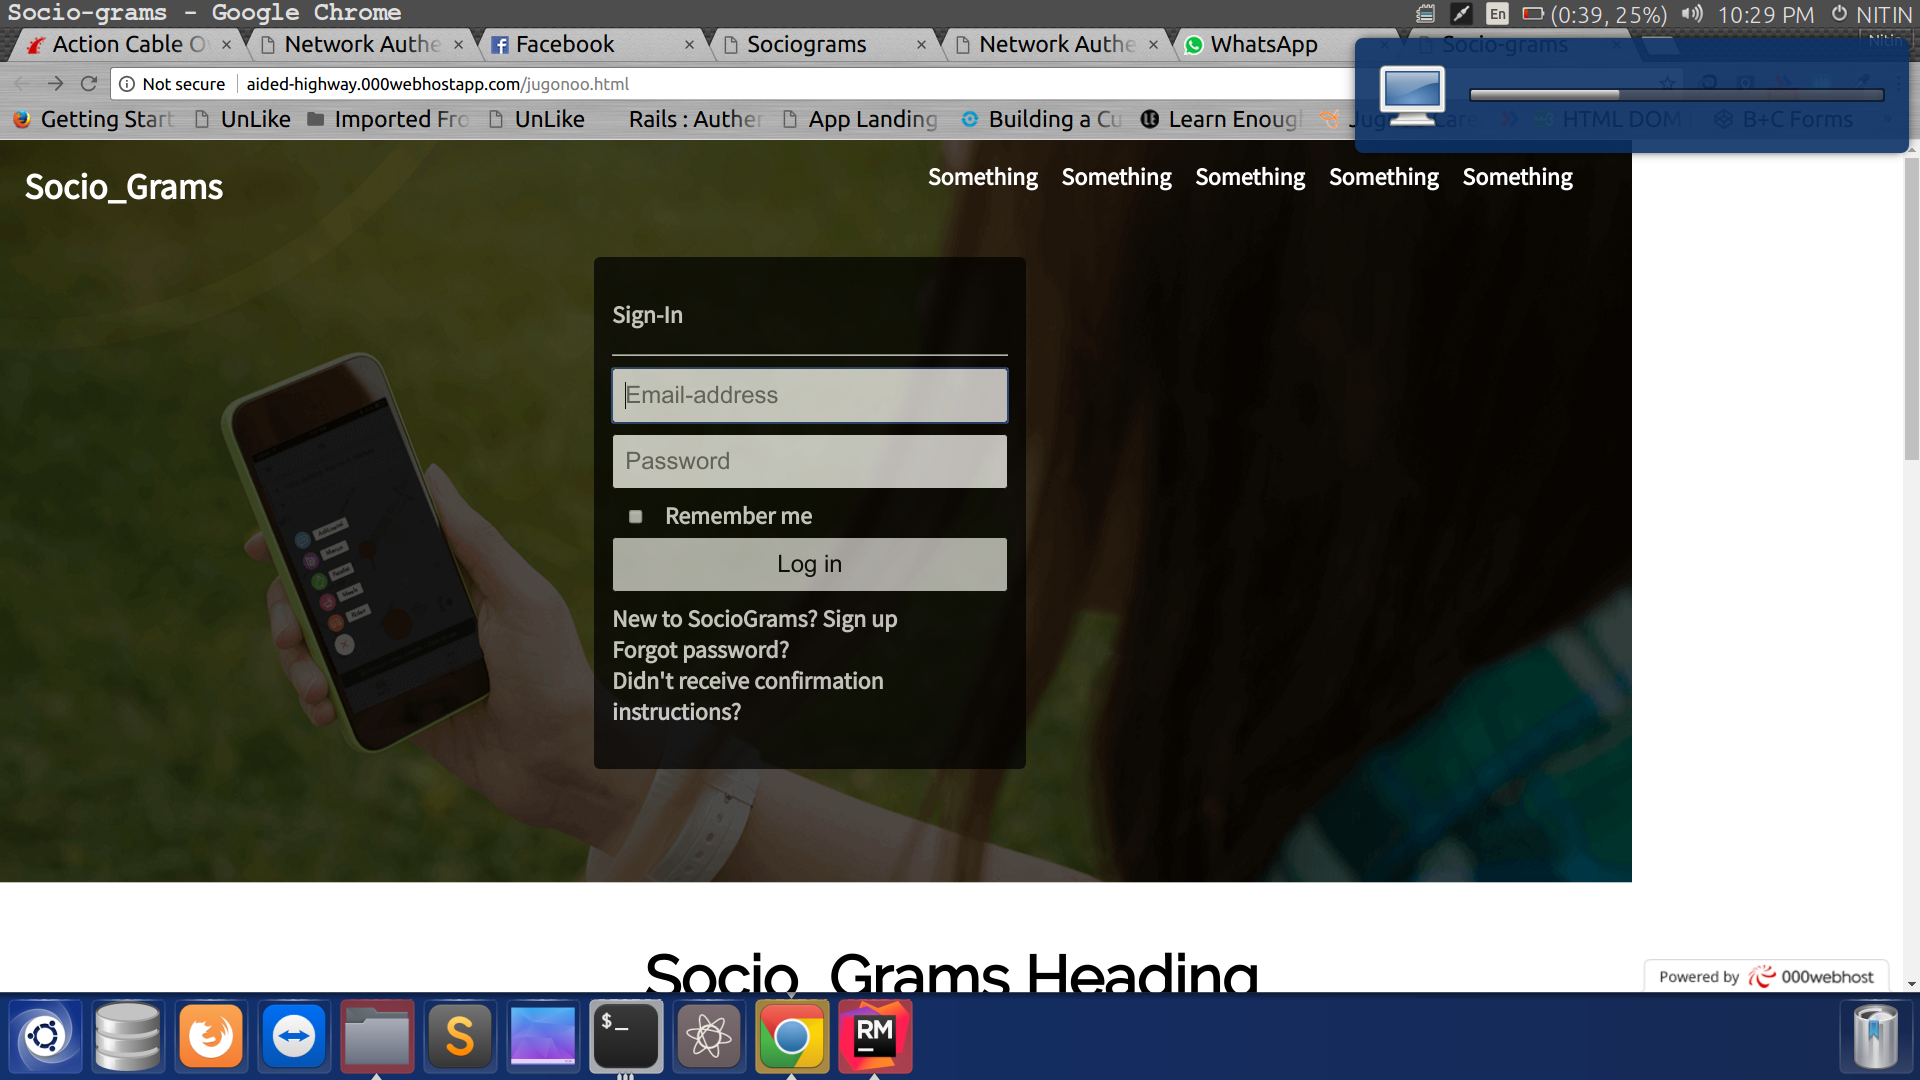 Socio-grams - Google Chrome
En (0:39, 25%) 10:29 PM NITIN
Action Cable O × Network Authe × Facebook × Sociograms × Network Authe × WhatsApp × Socio-grams × Nitin
Not secure aided-highway.000webhostapp.com/jugonoo.html
Getting Start UnLike Imported Fro UnLike Rails : Auther App Landing Building a Cu Learn Enoug HTML DOM B+C Forms
Socio_Grams
Something Something Something Something Something
Sign-In
Email-address
Password
Remember me
Log in
New to SocioGrams? Sign up
Forgot password?
Didn't receive confirmation
instructions?
Socio_Grams Heading
Powered by 000webhost
$_
S
RM